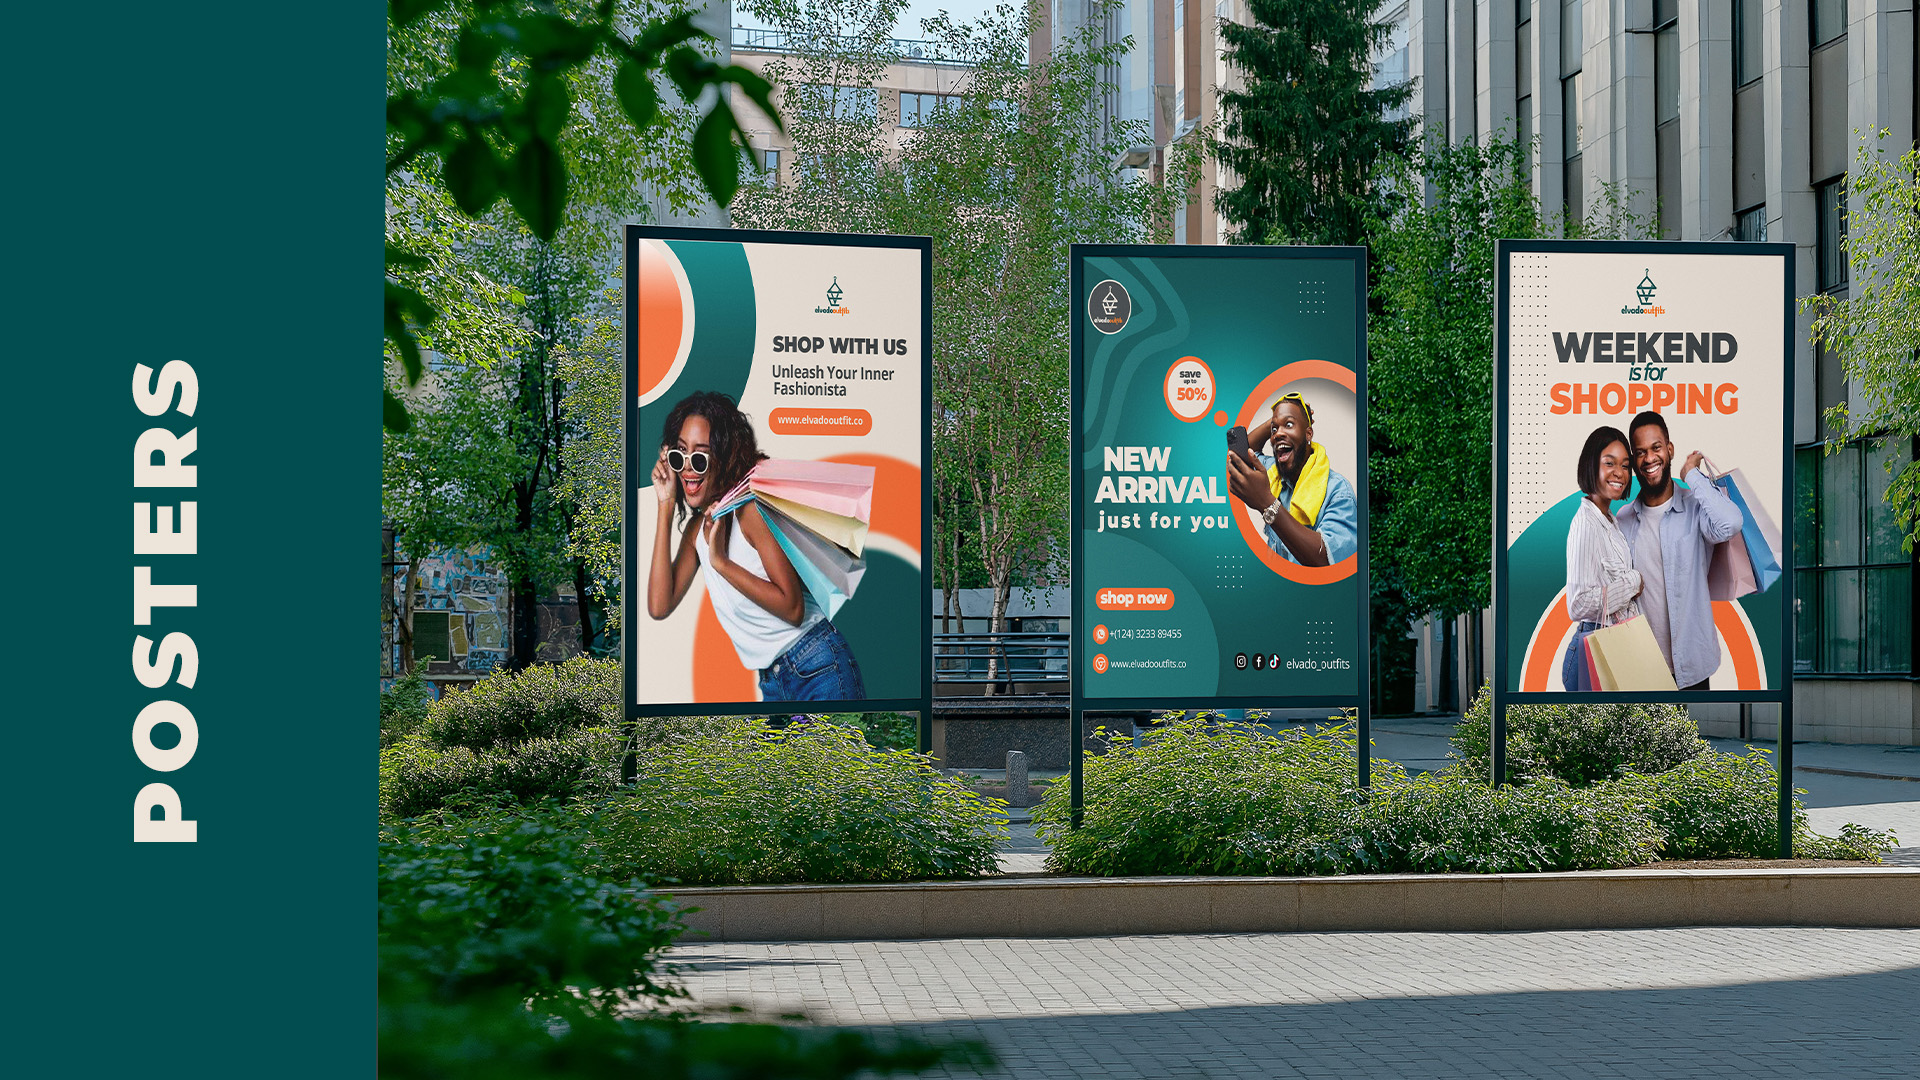 POSTERS
elvadooutfits
SHOP WITH US
Unleash Your Inner
Fashionista
www.elvadooutfit.co
elvadooutfits
save
up to
50%
NEW
ARRIVAL
just for you
shop now
+(124) 3233 89455
www.elvadooutfits.co
elvado_outfits
elvadooutfits
WEEKEND
is for
SHOPPING